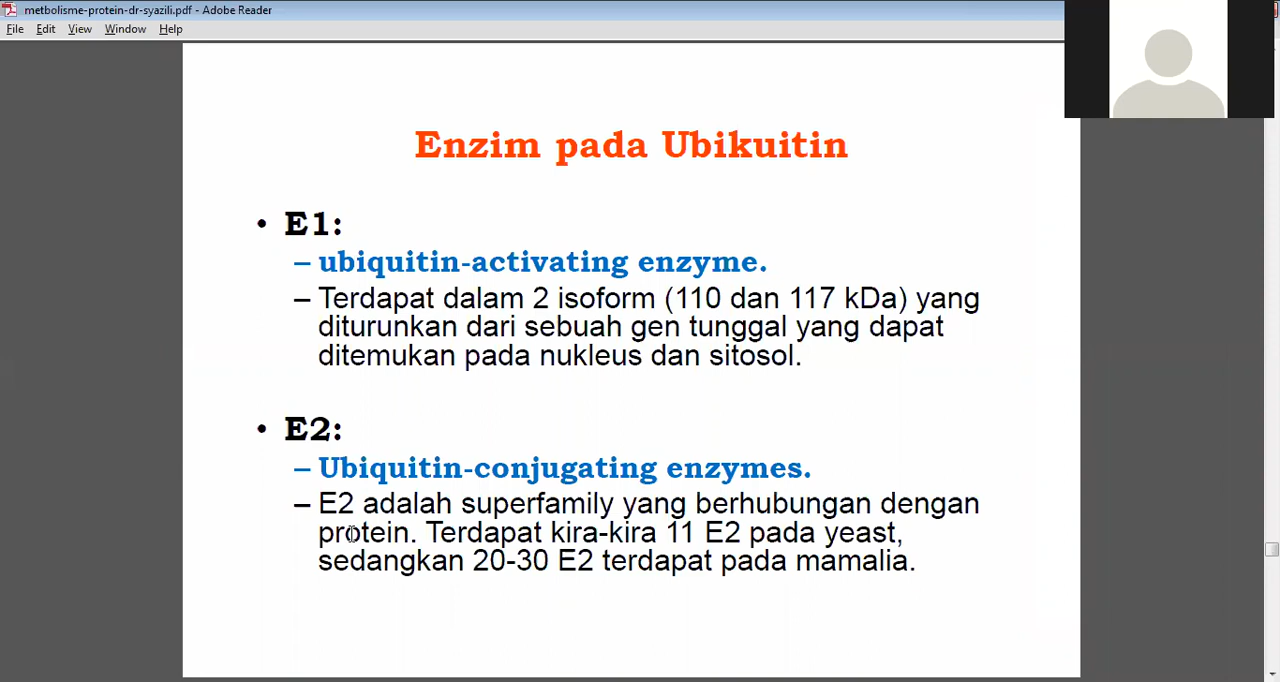 metbolisme-protein-dr-syazili.pdf - Adobe Reader
File Edit View Window Help
Enzim pada Ubikuitin
• E1:
– ubiquitin-activating enzyme.
– Terdapat dalam 2 isoform (110 dan 117 kDa) yang
diturunkan dari sebuah gen tunggal yang dapat
ditemukan pada nukleus dan sitosol.
• E2:
– Ubiquitin-conjugating enzymes.
– E2 adalah superfamily yang berhubungan dengan
protein. Terdapat kira-kira 11 E2 pada yeast,
sedangkan 20-30 E2 terdapat pada mamalia.